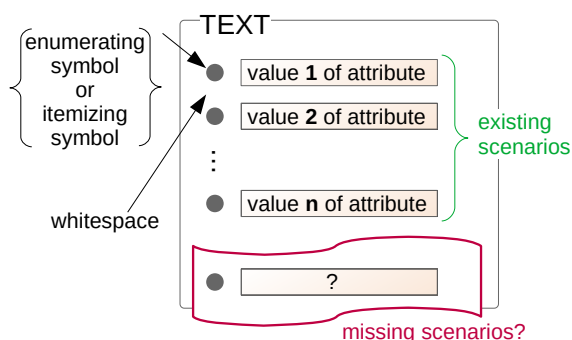 TEXT
enumerating
symbol
or
itemizing
symbol
value 1 of attribute
value 2 of attribute
...
value n of attribute
existing
scenarios
whitespace
?
missing scenarios?